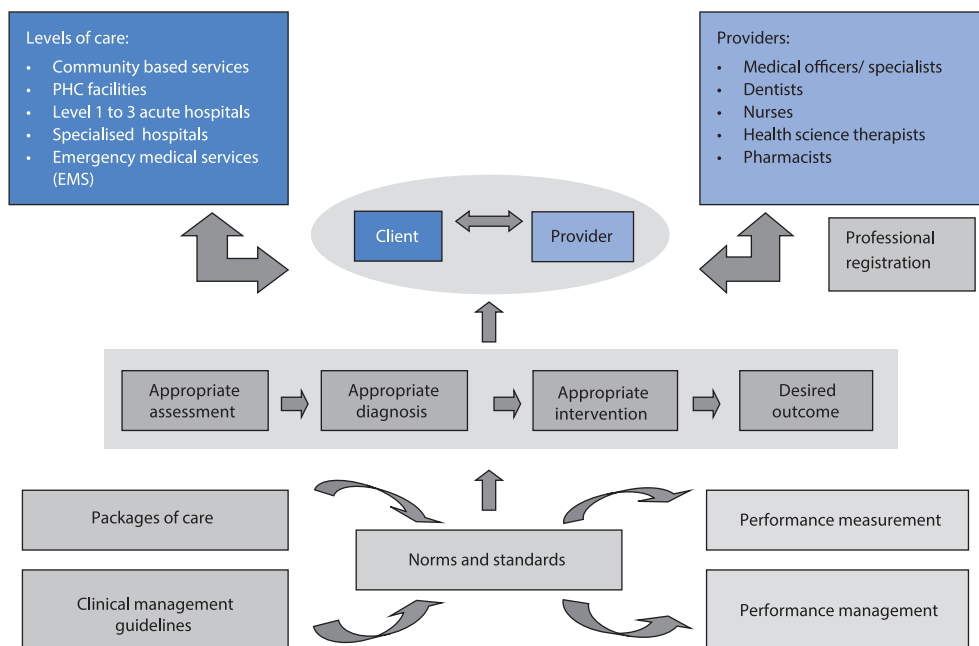 Levels of care:
• Community based services
• PHC facilities
• Level 1 to 3 acute hospitals
• Specialised hospitals
• Emergency medical services
(EMS)
Providers:
• Medical officers/ specialists
• Dentists
• Nurses
• Health science therapists
• Pharmacists
Client
Provider
Professional
registration
Appropriate
assessment
Appropriate
diagnosis
Appropriate
intervention
Desired
outcome
Packages of care
Norms and standards
Performance measurement
Clinical management
guidelines
Performance management